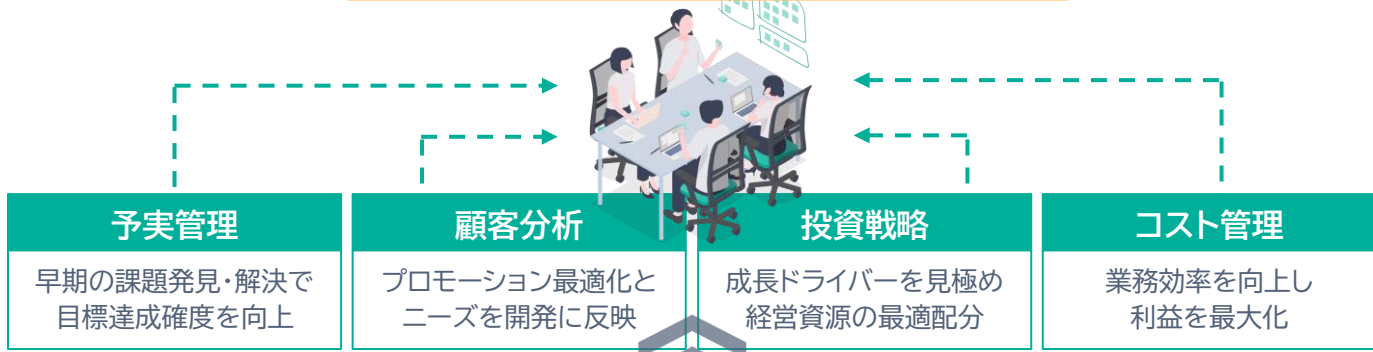 予実管理
早期の課題発見・解決で
目標達成確度を向上
顧客分析
プロモーション最適化と
ニーズを開発に反映
投資戦略
成長ドライバーを見極め
経営資源の最適配分
コスト管理
業務効率を向上し
利益を最大化